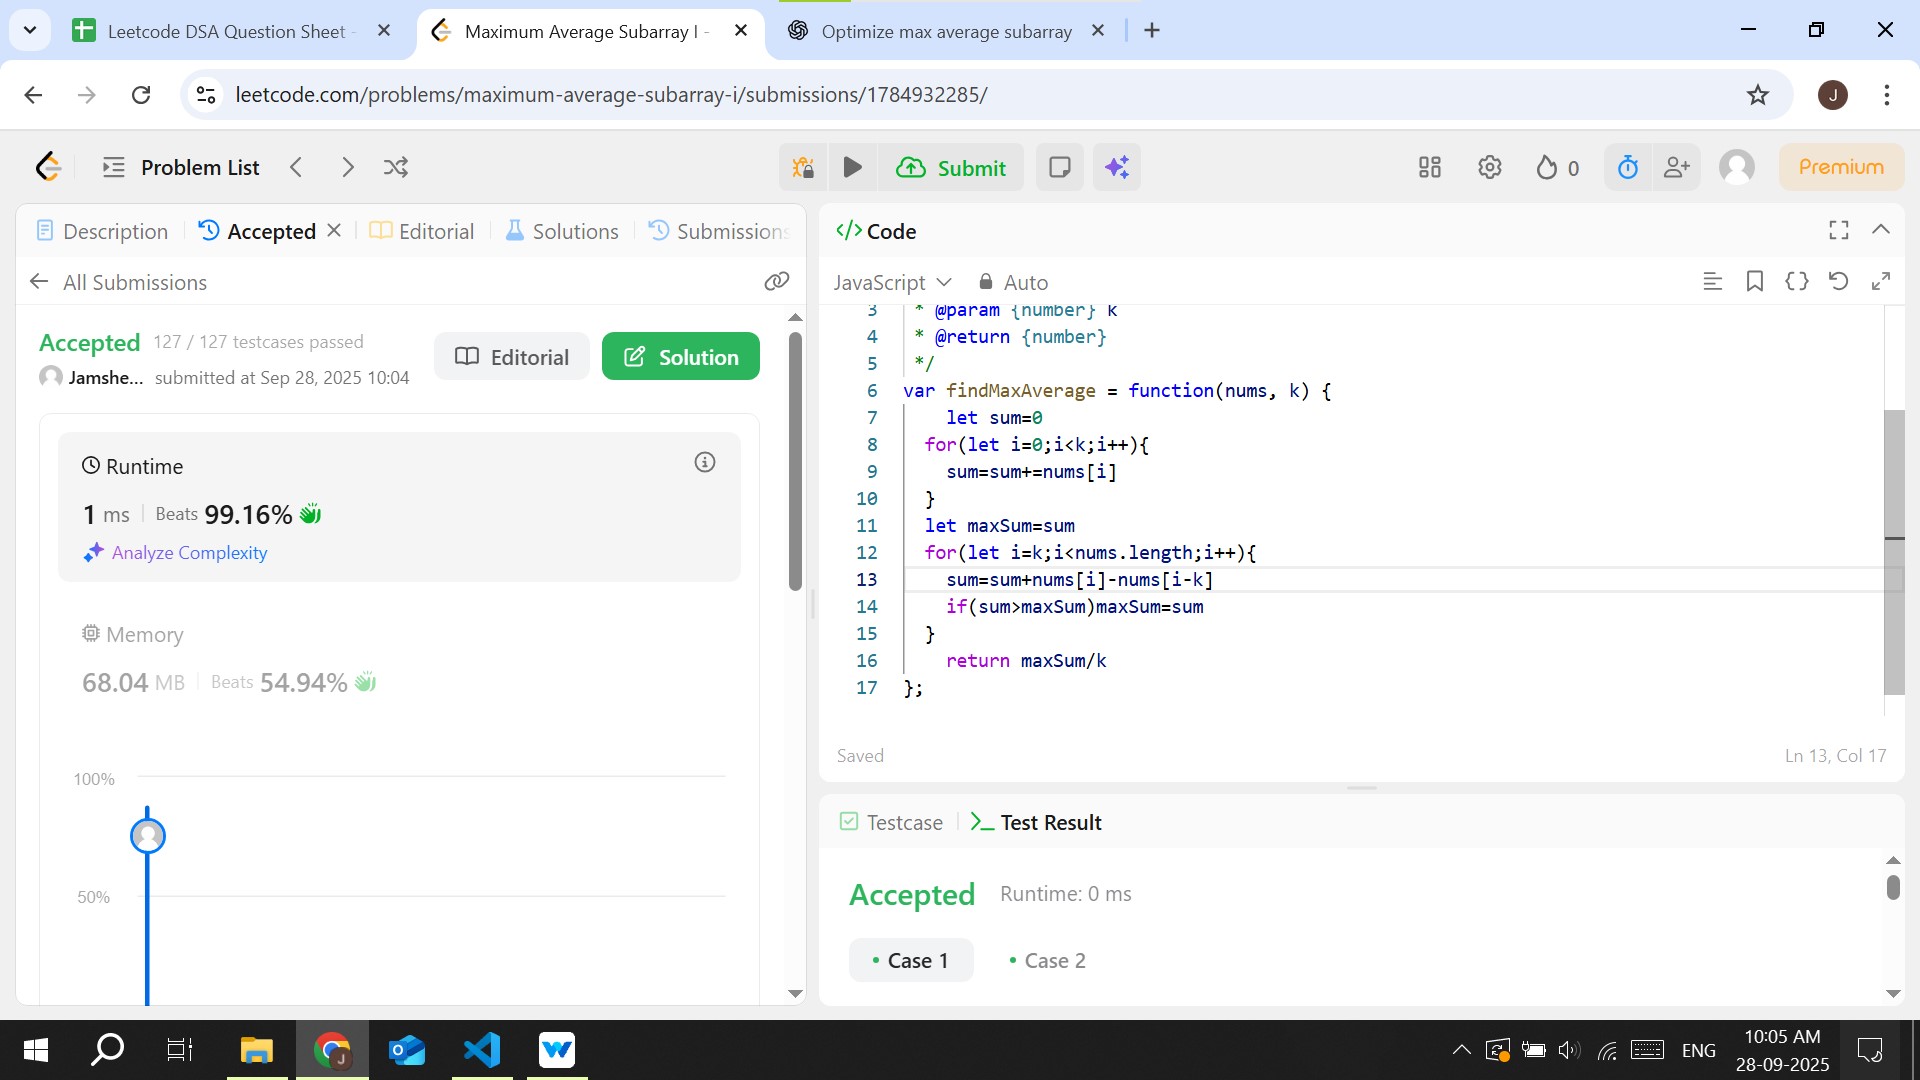 Leetcode DSA Question Sheet -
Maximum Average Subarray I -
Optimize max average subarray
leetcode.com/problems/maximum-average-subarray-i/submissions/1784932285/
J
Problem List
Submit
0
Premium
Description
Accepted
Editorial
Solutions
Submissions
All Submissions
Accepted 127 / 127 testcases passed
Jamshe... submitted at Sep 28, 2025 10:04
Editorial
Solution
Runtime
1 ms Beats 99.16%
Analyze Complexity
Memory
68.04 MB Beats 54.94%
100%
50%
</> Code
JavaScript
Auto
3 * @param {number} k
4 * @return {number}
5 */
6 var findMaxAverage = function(nums, k) {
7 let sum=0
8 for(let i=0;i<k;i++){
9 sum=sum+=nums[i]
10 }
11 let maxSum=sum
12 for(let i=k;i<nums.length;i++){
13 sum=sum+nums[i]-nums[i-k]
14 if(sum>maxSum)maxSum=sum
15 }
16 return maxSum/k
17 };
Saved
Ln 13, Col 17
Testcase
Test Result
Accepted Runtime: 0 ms
Case 1
Case 2
ENG
10:05 AM
28-09-2025